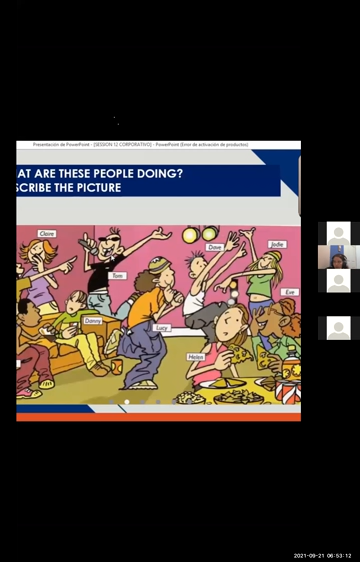 Presentación de PowerPoint - [SESSION 12 CORPORATIVO] - PowerPoint (Error de activación de productos)
AT ARE THESE PEOPLE DOING?
SCRIBE THE PICTURE
Claire
Tom
Dave
Jodie
Danny
Lucy
Eve
Helen
2021-09-21 06:53:12